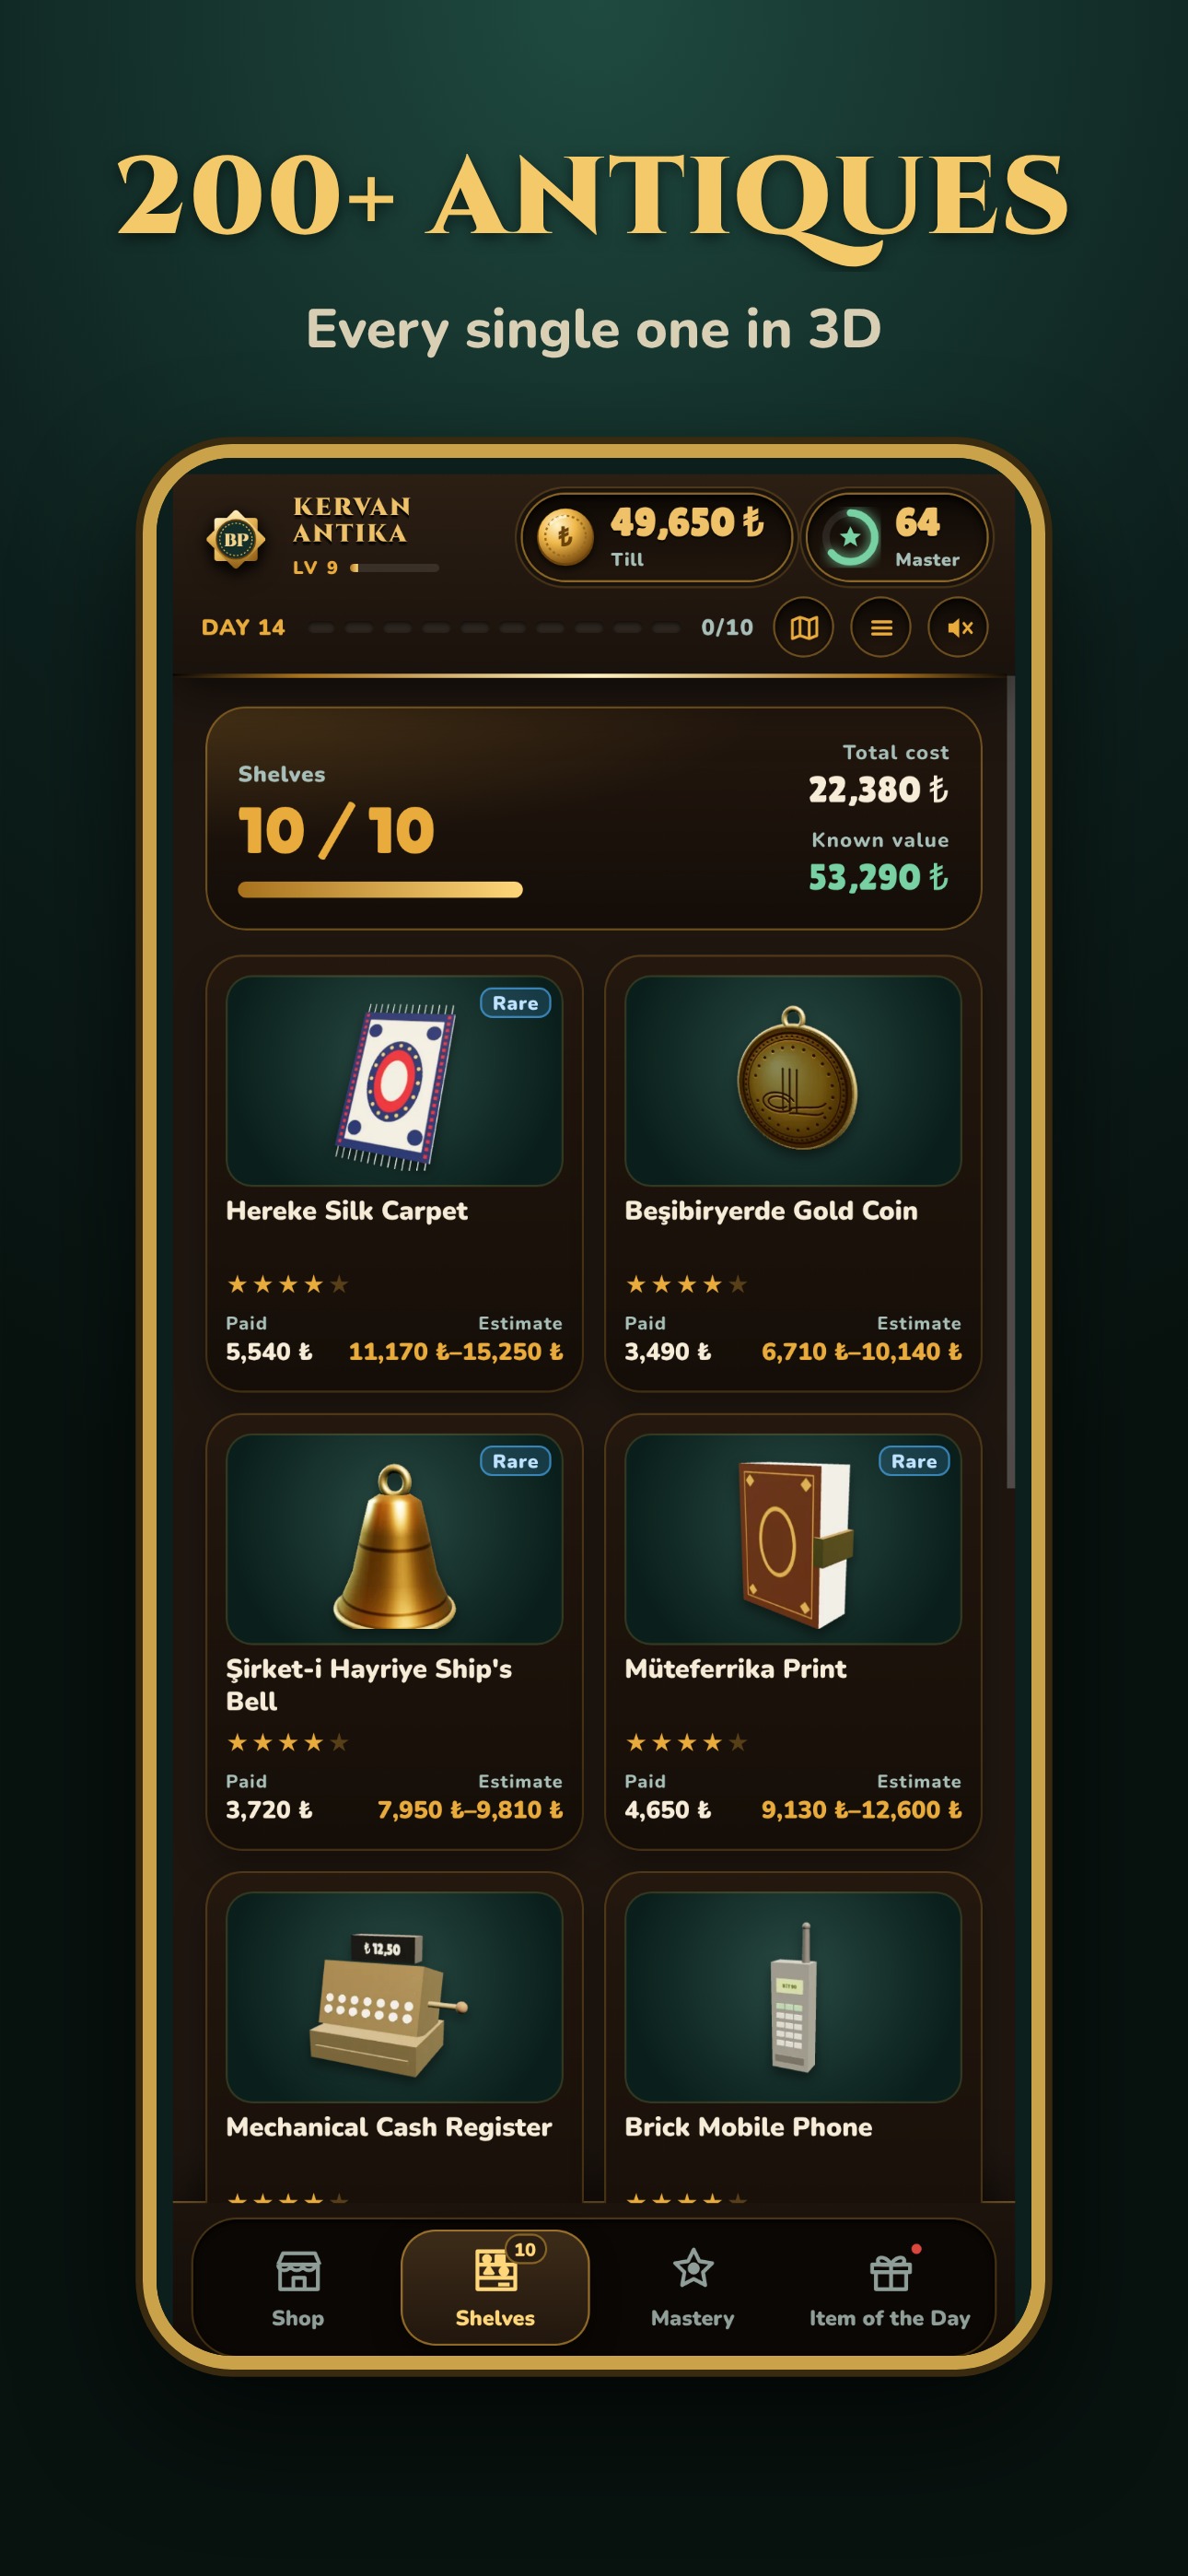 200+ ANTIQUES
Every single one in 3D
BP
KERVAN
ANTIKA
LV 9
₺
49,650 ₺
Till
64
Master
DAY 14
0/10
Shelves
10 / 10
Total cost
22,380 ₺
Known value
53,290 ₺
Rare
Hereke Silk Carpet
Paid
Estimate
5,540 ₺
11,170 ₺–15,250 ₺
Beşibiryerde Gold Coin
Paid
Estimate
3,490 ₺
6,710 ₺–10,140 ₺
Rare
Şirket-i Hayriye Ship's
Bell
Paid
Estimate
3,720 ₺
7,950 ₺–9,810 ₺
Rare
Müteferrika Print
Paid
Estimate
4,650 ₺
9,130 ₺–12,600 ₺
₺ 12,50
Mechanical Cash Register
Brick Mobile Phone
Shop
10
Shelves
Mastery
Item of the Day